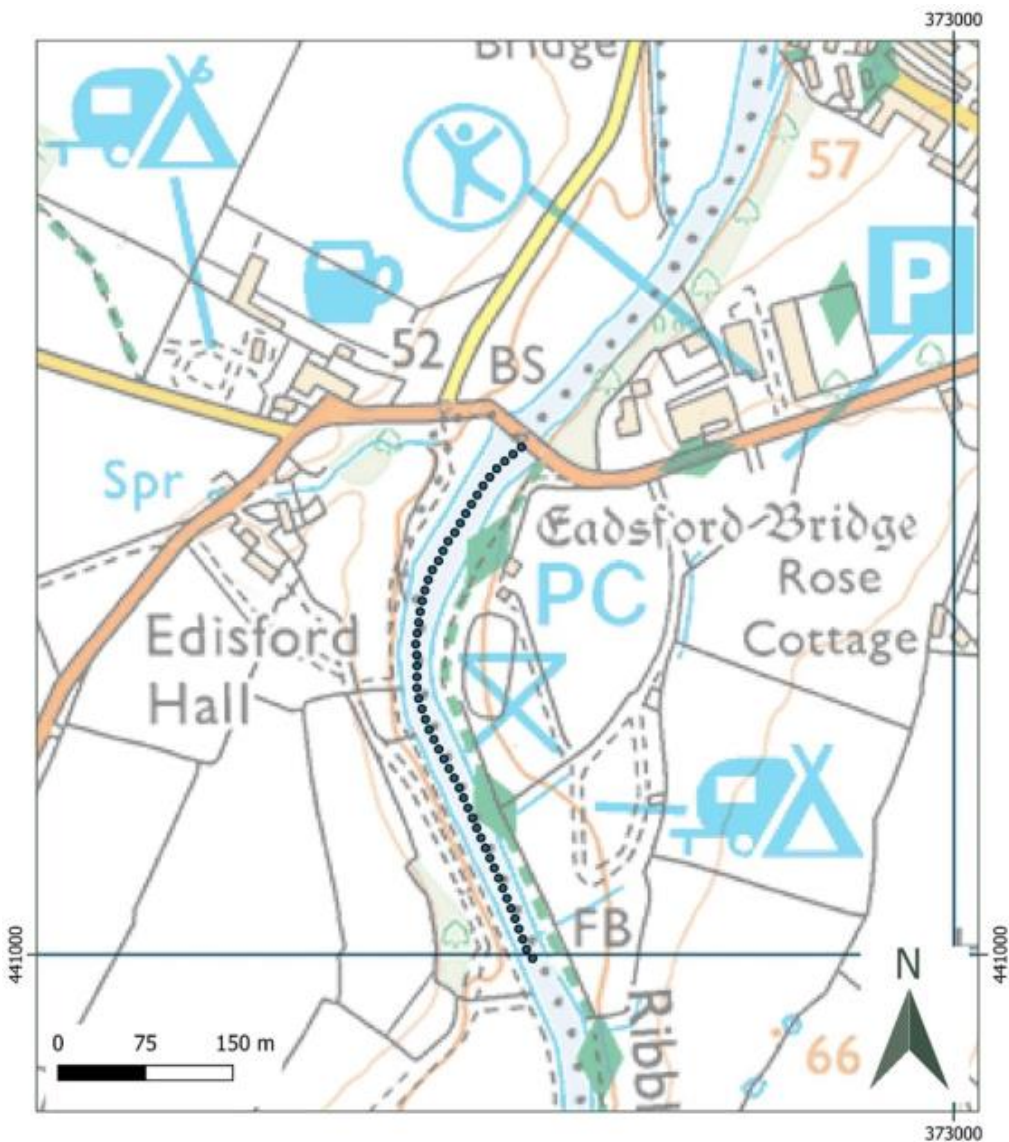 373000
Bridge
57
P
52
BS
Spr
Eadsford Bridge
PC
Rose
Cottage
Edisford
Hall
FB
441000
441000
N
0 75 150 m
Ribbl
66
373000